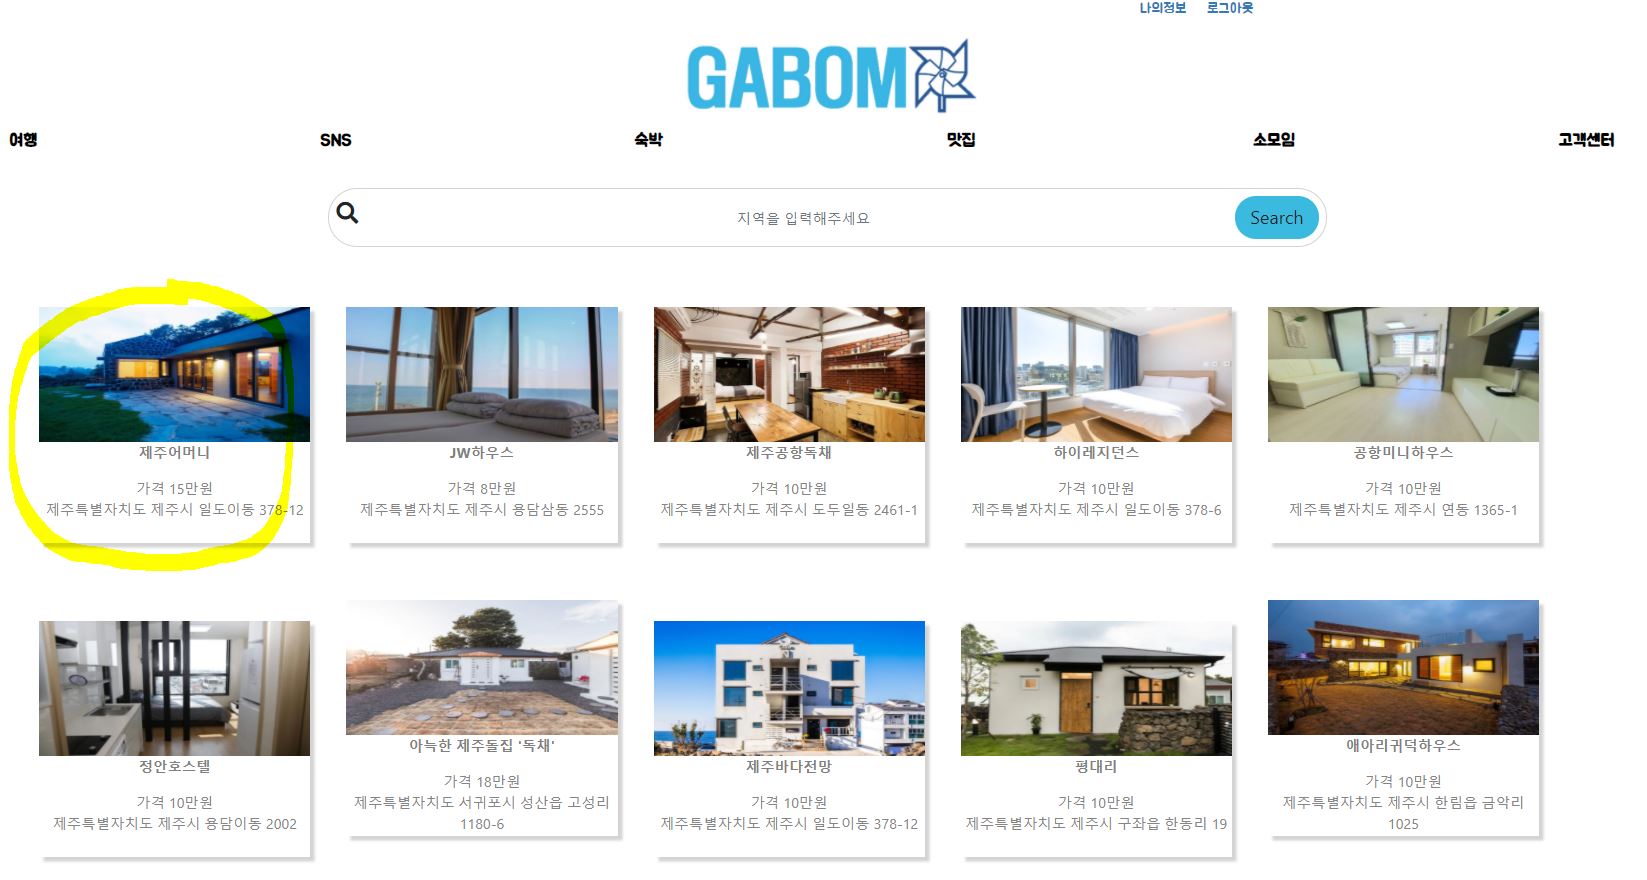 나의정보 로그아웃
GABOM
여행 SNS 숙박 맛집 소모임 고객센터
지역을 입력해주세요 Search
제주어머니
가격 15만원
제주특별자치도 제주시 일도이동 378-12
JW하우스
가격 8만원
제주특별자치도 제주시 용담삼동 2555
제주공항독채
가격 10만원
제주특별자치도 제주시 도두일동 2461-1
하이레지던스
가격 10만원
제주특별자치도 제주시 일도이동 378-6
공항미니하우스
가격 10만원
제주특별자치도 제주시 연동 1365-1
정안호스텔
가격 10만원
제주특별자치도 제주시 용담이동 2002
아늑한 제주돌집 '독채'
가격 18만원
제주특별자치도 서귀포시 성산읍 고성리
1180-6
제주바다전망
가격 10만원
제주특별자치도 제주시 일도이동 378-12
평대리
가격 10만원
제주특별자치도 제주시 구좌읍 한동리 19
애아리귀덕하우스
가격 10만원
제주특별자치도 제주시 한림읍 금악리
1025